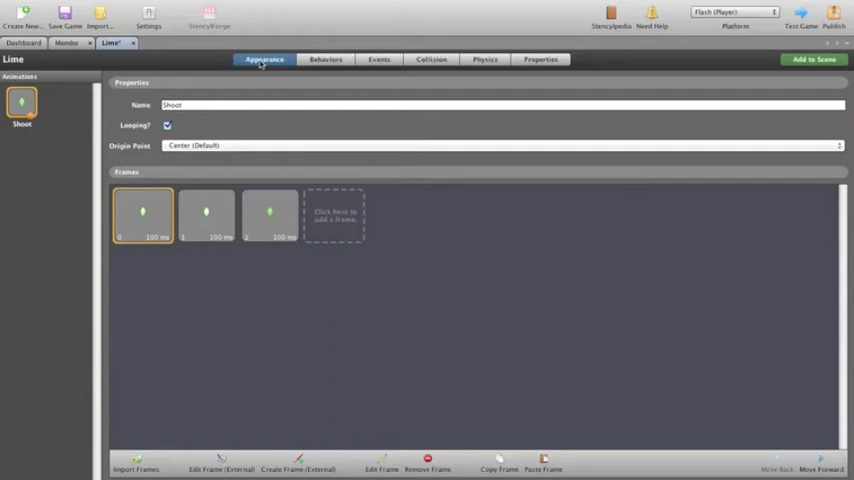 Create New... Save Game Import... Settings StencylForge Stencylpedia Need Help Flash (Player) Platform Test Game Publish
Dashboard Mambo × Lime* ×
Lime Appearance Behaviors Events Collision Physics Properties Add to Scene
Animations
Shoot
Properties
Name Shoot
Looping?
Origin Point Center (Default)
Frames
0 100 ms 1 100 ms 2 100 ms
Click here to
add a frame.
Import Frames Edit Frame (External) Create Frame (External) Edit Frame Remove Frame Copy Frame Paste Frame Move Back Move Forward